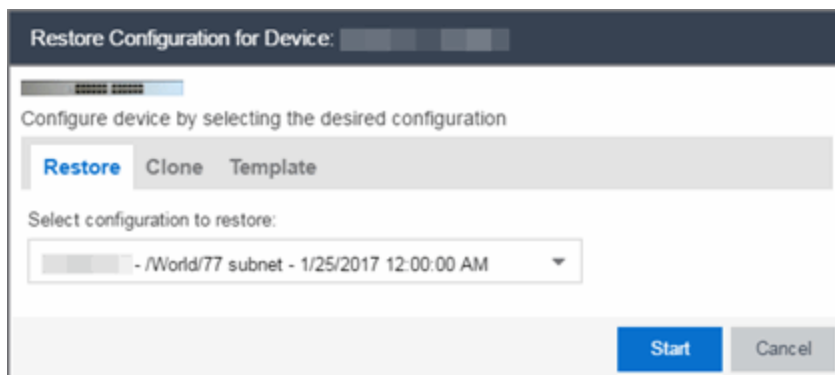 Restore Configuration for Device:
Configure device by selecting the desired configuration
Restore Clone Template
Select configuration to restore:
- /World/77 subnet - 1/25/2017 12:00:00 AM
Start Cancel